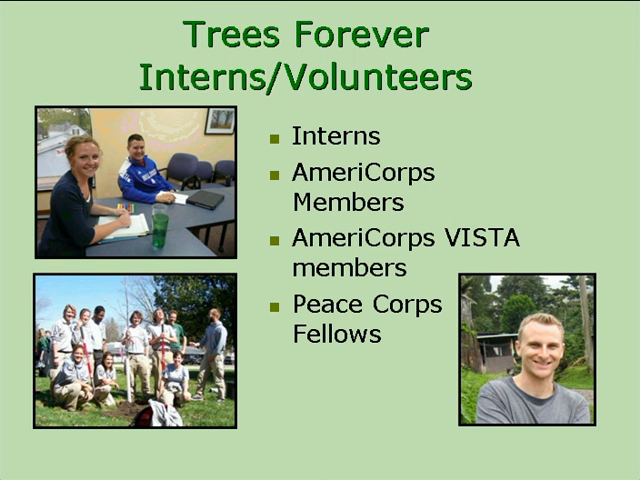 Trees Forever
Interns/Volunteers
Interns
AmeriCorps
Members
AmeriCorps VISTA
members
Peace Corps
Fellows